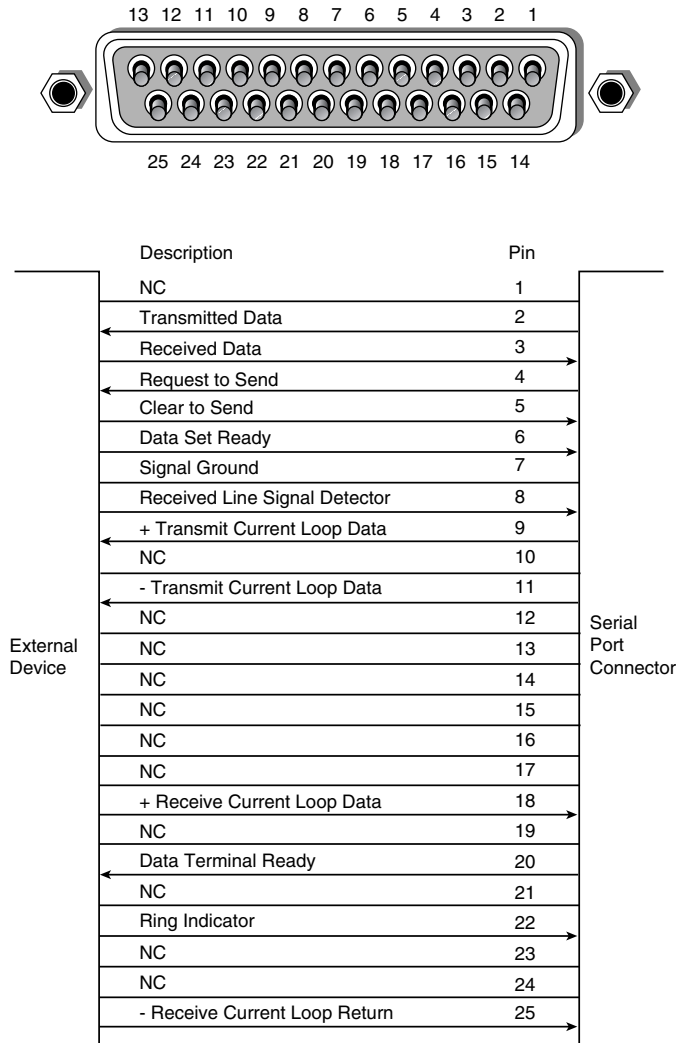 13 12 11 10 9 8 7 6 5 4 3 2 1
25 24 23 22 21 20 19 18 17 16 15 14
Description Pin
NC 1
Transmitted Data 2
Received Data 3
Request to Send 4
Clear to Send 5
Data Set Ready 6
Signal Ground 7
Received Line Signal Detector 8
+ Transmit Current Loop Data 9
NC 10
- Transmit Current Loop Data 11
NC 12
NC 13
NC 14
NC 15
NC 16
NC 17
+ Receive Current Loop Data 18
NC 19
Data Terminal Ready 20
NC 21
Ring Indicator 22
NC 23
NC 24
- Receive Current Loop Return 25
External
Device
Serial
Port
Connector